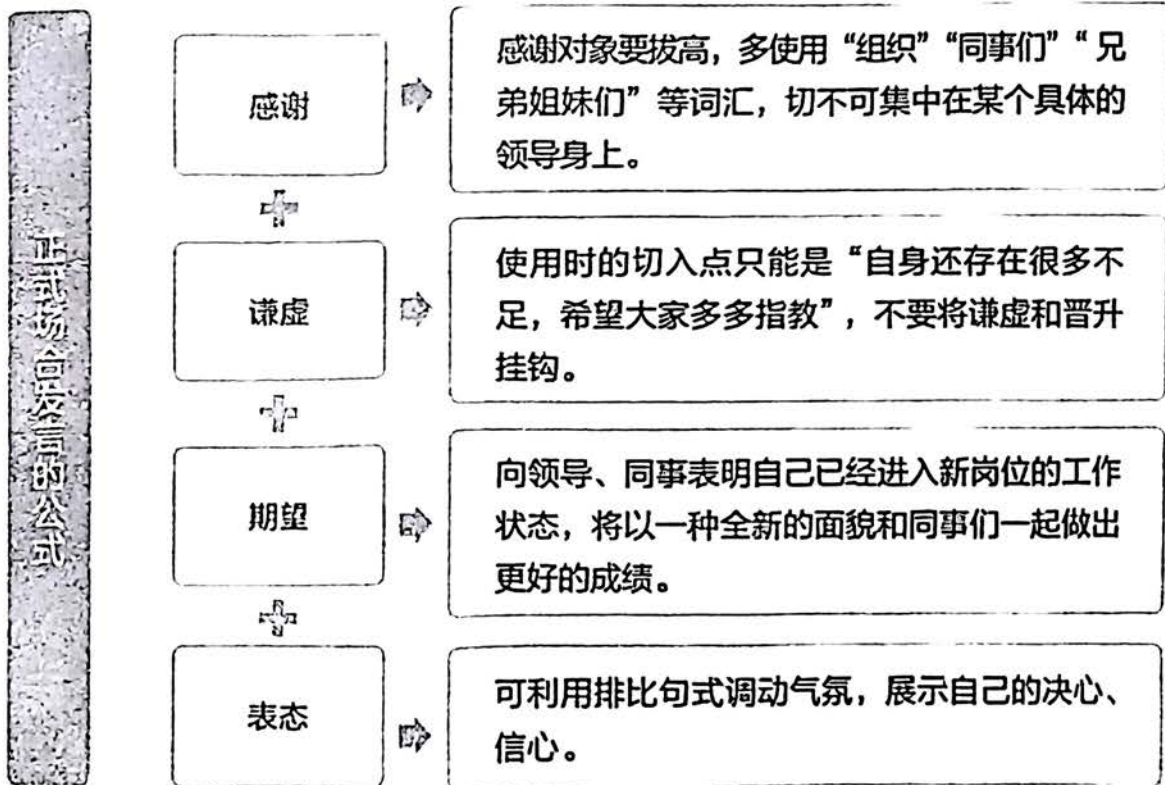 正式场合发言的公式
感谢
感谢对象要拔高，多使用“组织”“同事们”“兄
弟姐妹们”等词汇，切不可集中在某个具体的
领导身上。
谦虚
使用时的切入点只能是“自身还存在很多不
足，希望大家多多指教”，不要将谦虚和晋升
挂钩。
期望
向领导、同事表明自己已经进入新岗位的工作
状态，将以一种全新的面貌和同事们一起做出
更好的成绩。
表态
可利用排比句式调动气氛，展示自己的决心、
信心。